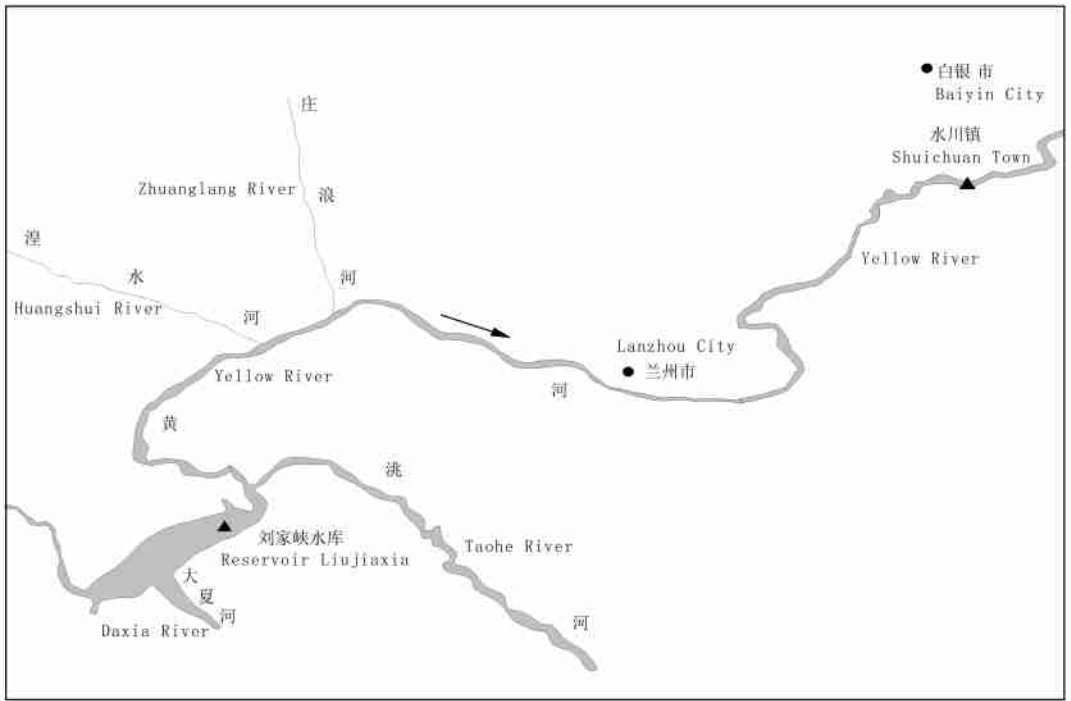 白银 市
Baiyin City
庄
水川镇
Shuichuan Town
Zhuanglang River
浪
湟
水
河
Yellow River
Huangshui River
河
Lanzhou City
兰州市
Yellow River
河
黄
洮
刘家峡水库
Taohe River
Reservoir Liujiaxia
大
夏
河
河
Daxia River